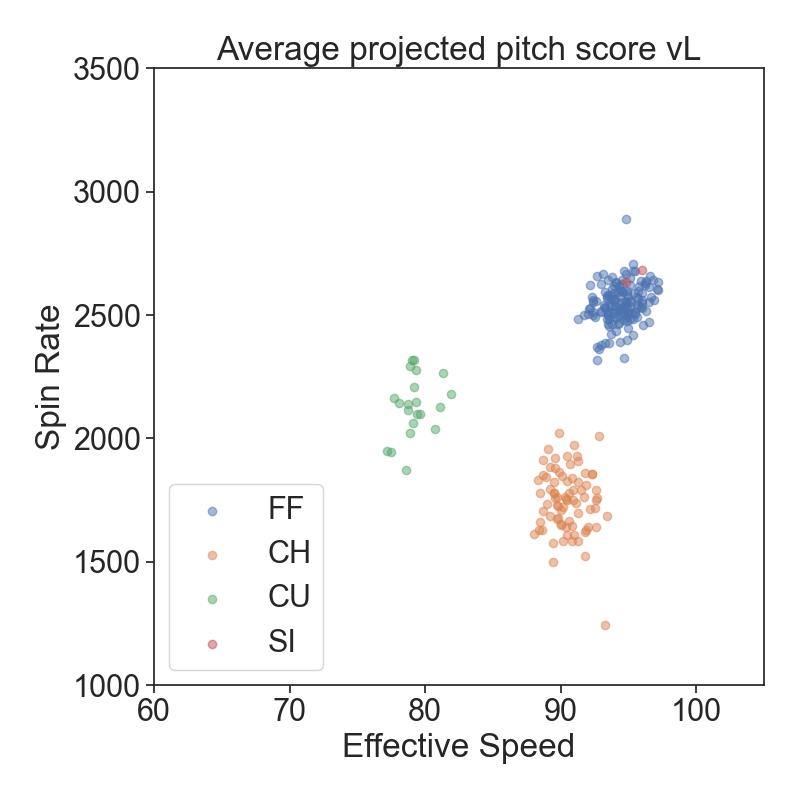 Average projected pitch score vL
Spin Rate
3500
3000
2500
2000
1500
1000
FF
CH
CU
SI
60
70
80
90
100
Effective Speed